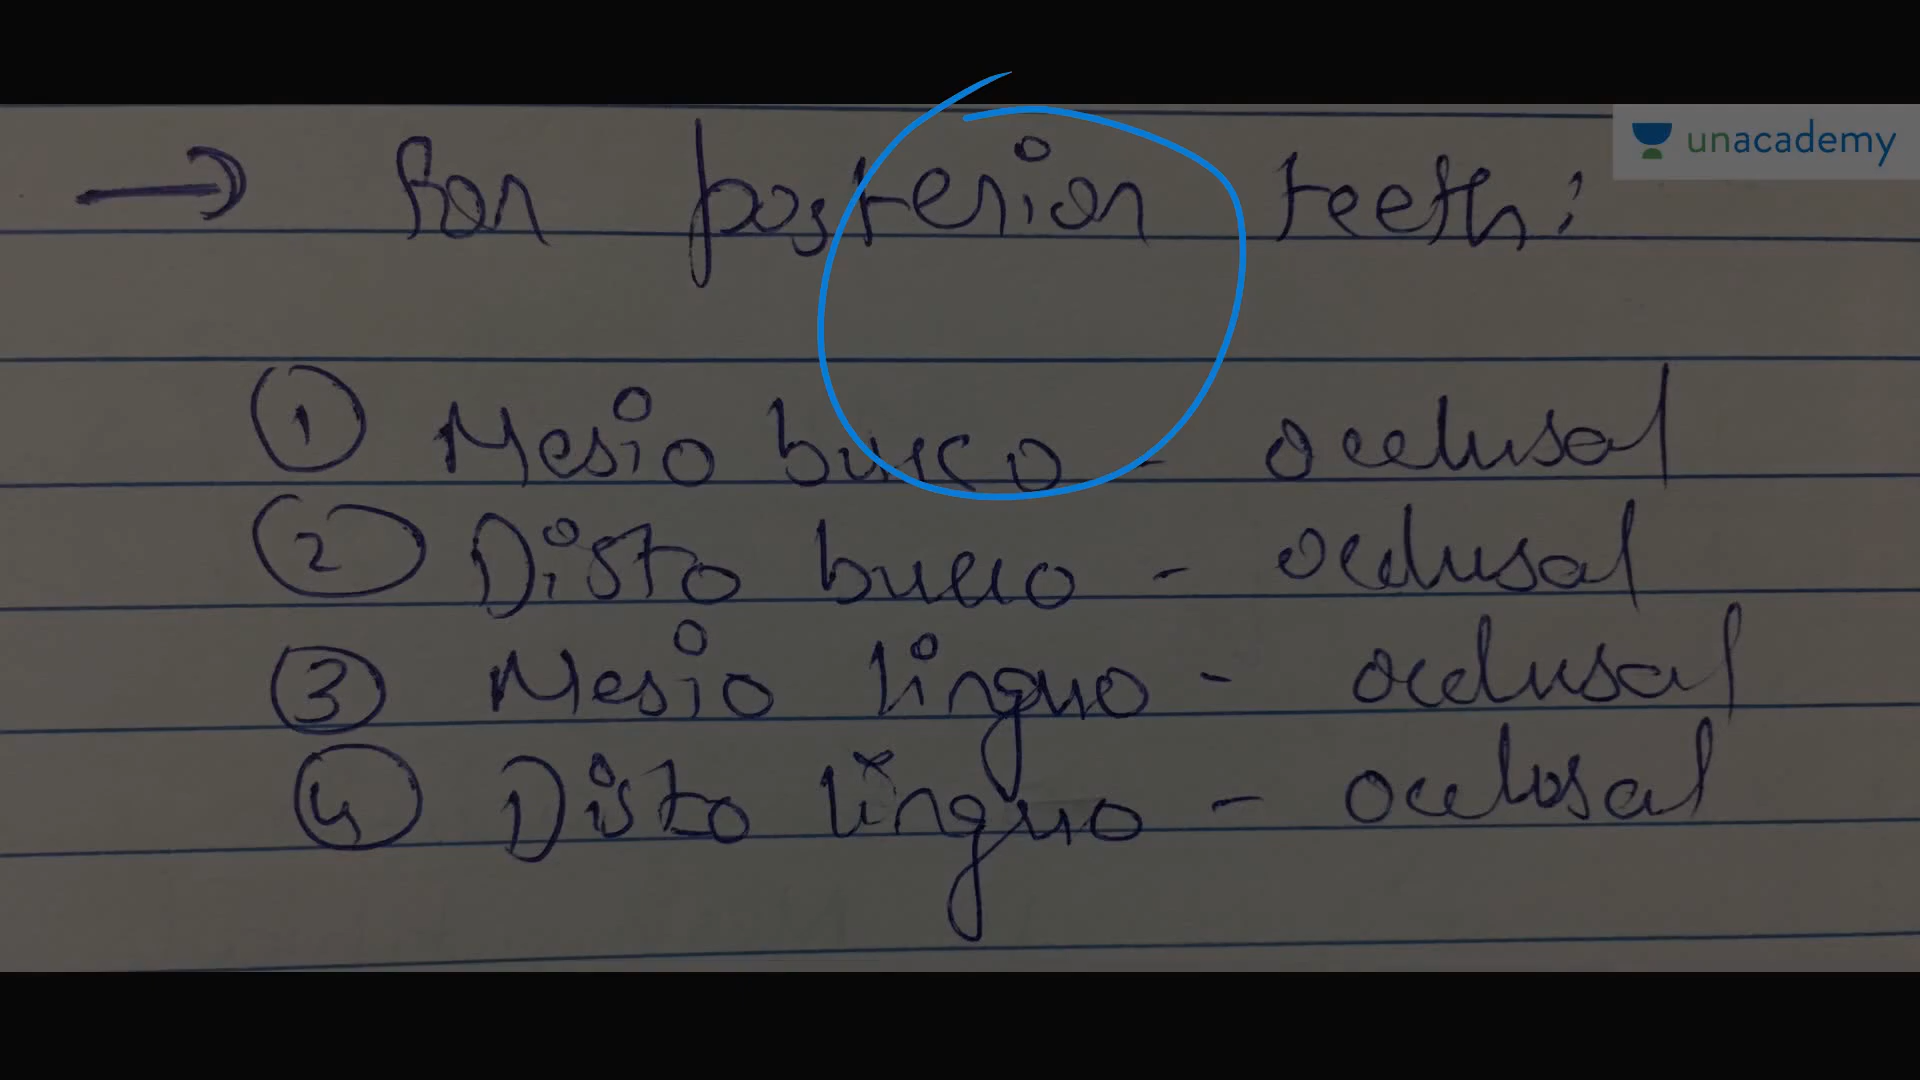 unacademy
→ For posterior teeth:
① Mesio bucco - occlusal
② Disto bucco - occlusal
③ Mesio linguo - occlusal
④ Disto linguo - occlosal